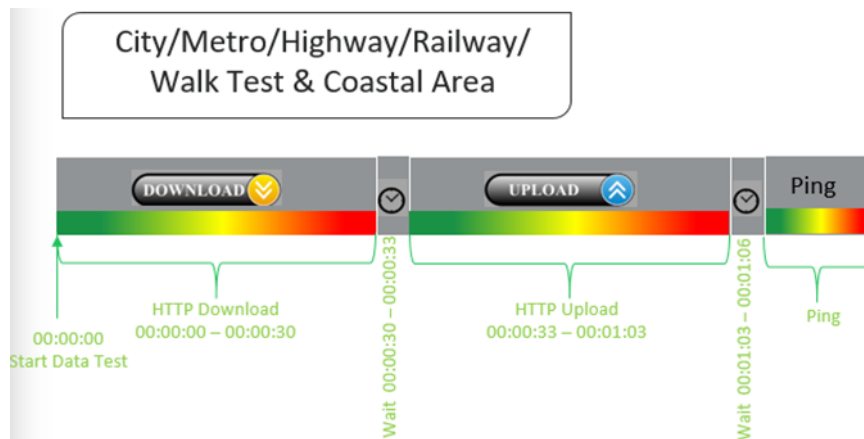 City/Metro/Highway/Railway/
Walk Test & Coastal Area
DOWNLOAD
UPLOAD
Ping
HTTP Download
00:00:00 – 00:00:30
00:00:00
Start Data Test
Wait 00:00:30 – 00:00:33
HTTP Upload
00:00:33 – 00:01:03
Wait 00:01:03 – 00:01:06
Ping